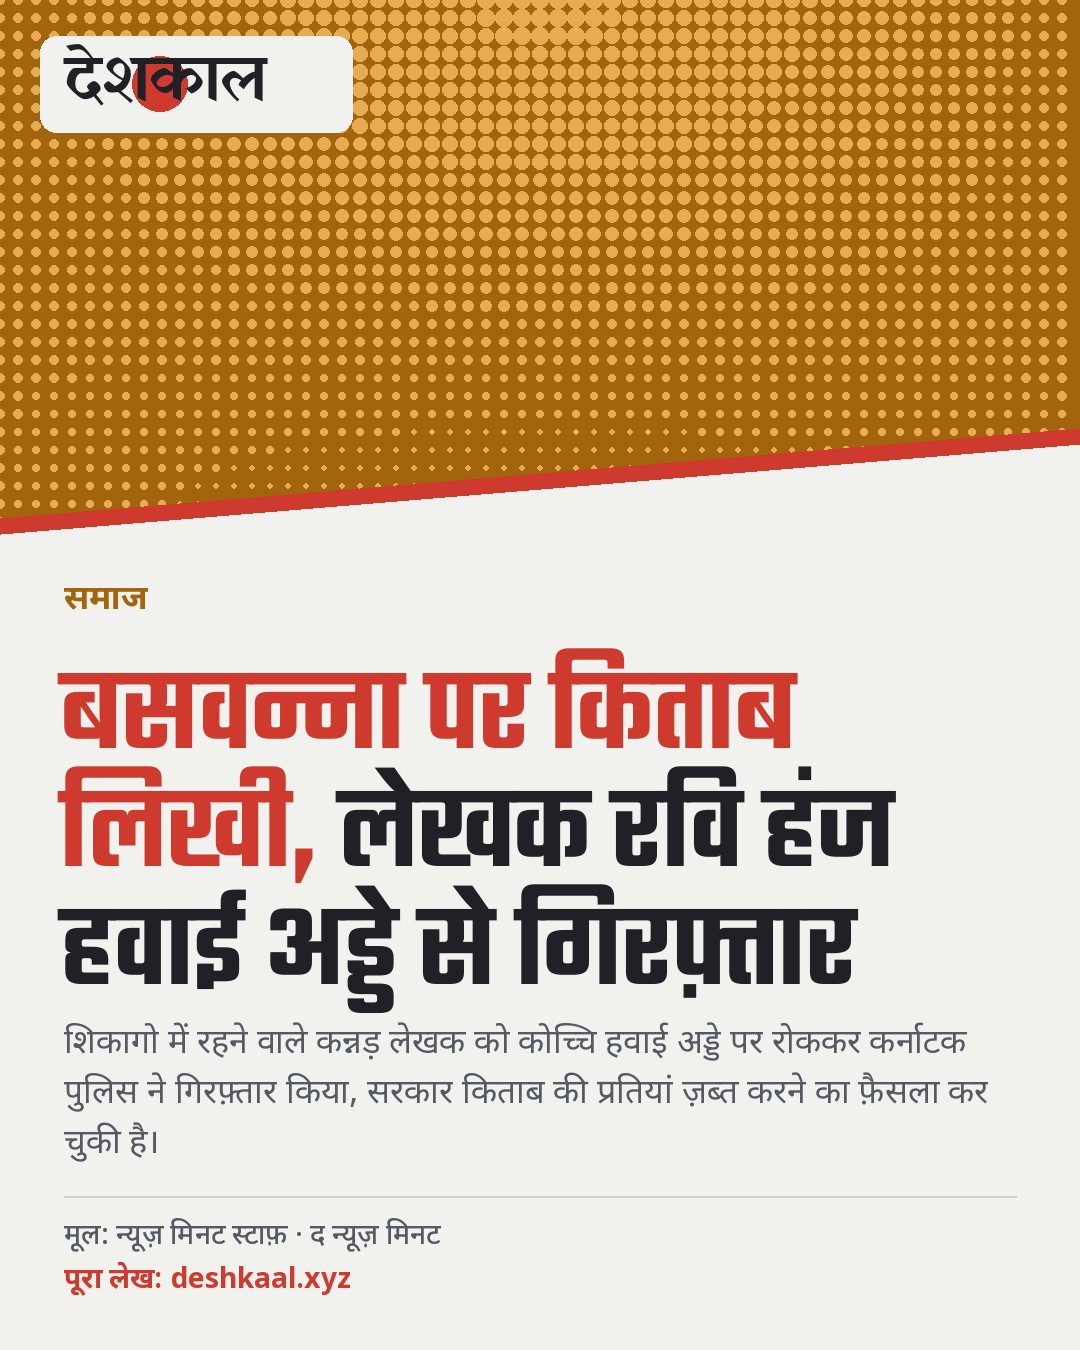 देशकाल
समाज
बसवन्ना पर किताब
लिखी, लेखक रवि हंज
हवाई अड्डे से गिरफ़्तार
शिकागो में रहने वाले कन्नड़ लेखक को कोच्चि हवाई अड्डे पर रोककर कर्नाटक
पुलिस ने गिरफ़्तार किया, सरकार किताब की प्रतियां ज़ब्त करने का फ़ैसला कर
चुकी है।
मूल: न्यूज़ मिनट स्टाफ़ · द न्यूज़ मिनट
पूरा लेख: deshkaal.xyz